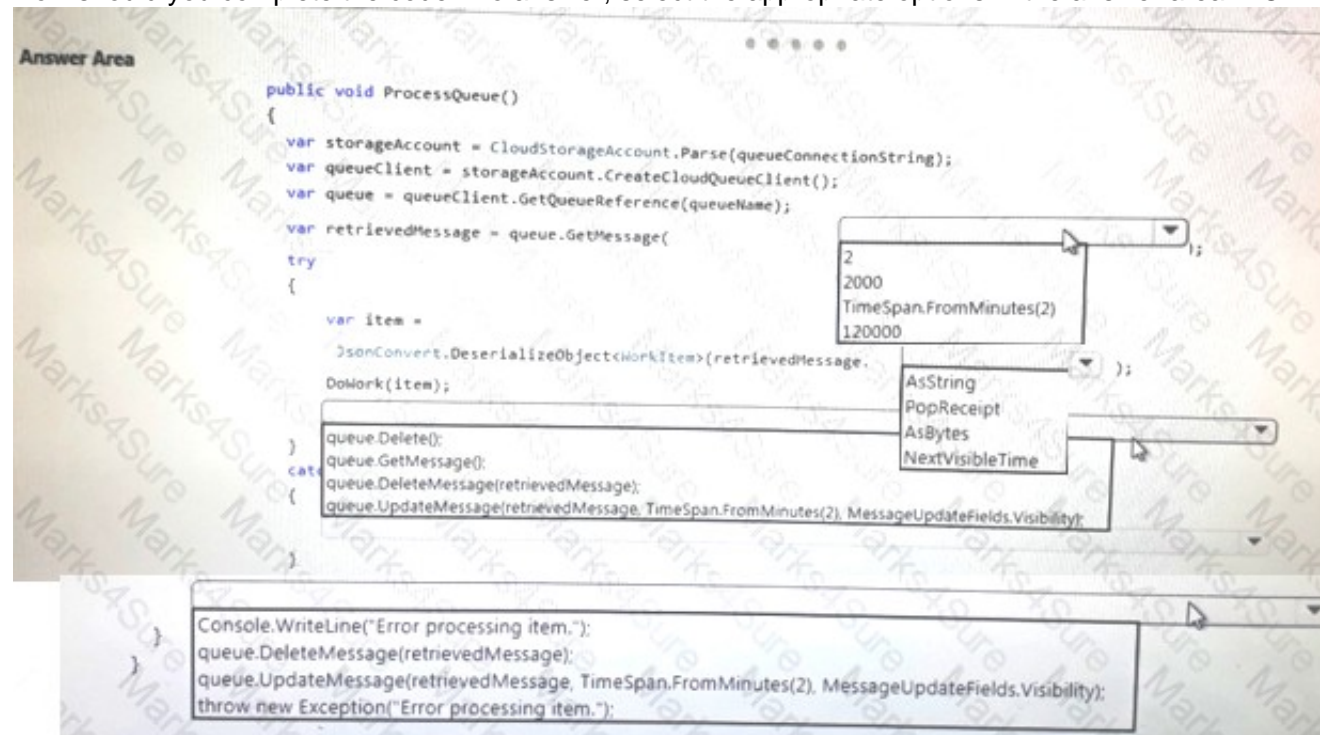 Answer Area
public void ProcessQueue()
{
var storageAccount = CloudStorageAccount.Parse(queueConnectionString);
var queueClient = storageAccount.CreateCloudQueueClient();
var queue = queueClient.GetQueueReference(queueName);
var retrievedMessage = queue.GetMessage(
);
try
{
2
2000
TimeSpan.FromMinutes(2)
120000
var item =
JsonConvert.DeserializeObject<WorkItem>(retrievedMessage.
);
AsString
PopReceipt
AsBytes
NextVisibleTime
DoWork(item);
queue.Delete();
queue.GetMessage();
queue.DeleteMessage(retrievedMessage);
queue.UpdateMessage(retrievedMessage, TimeSpan.FromMinutes(2), MessageUpdateFields.Visibility);
}
{
}
Console.WriteLine("Error processing item.");
queue.DeleteMessage(retrievedMessage);
queue.UpdateMessage(retrievedMessage, TimeSpan.FromMinutes(2), MessageUpdateFields.Visibility);
throw new Exception("Error processing item.");
}
}
Marks4Sure